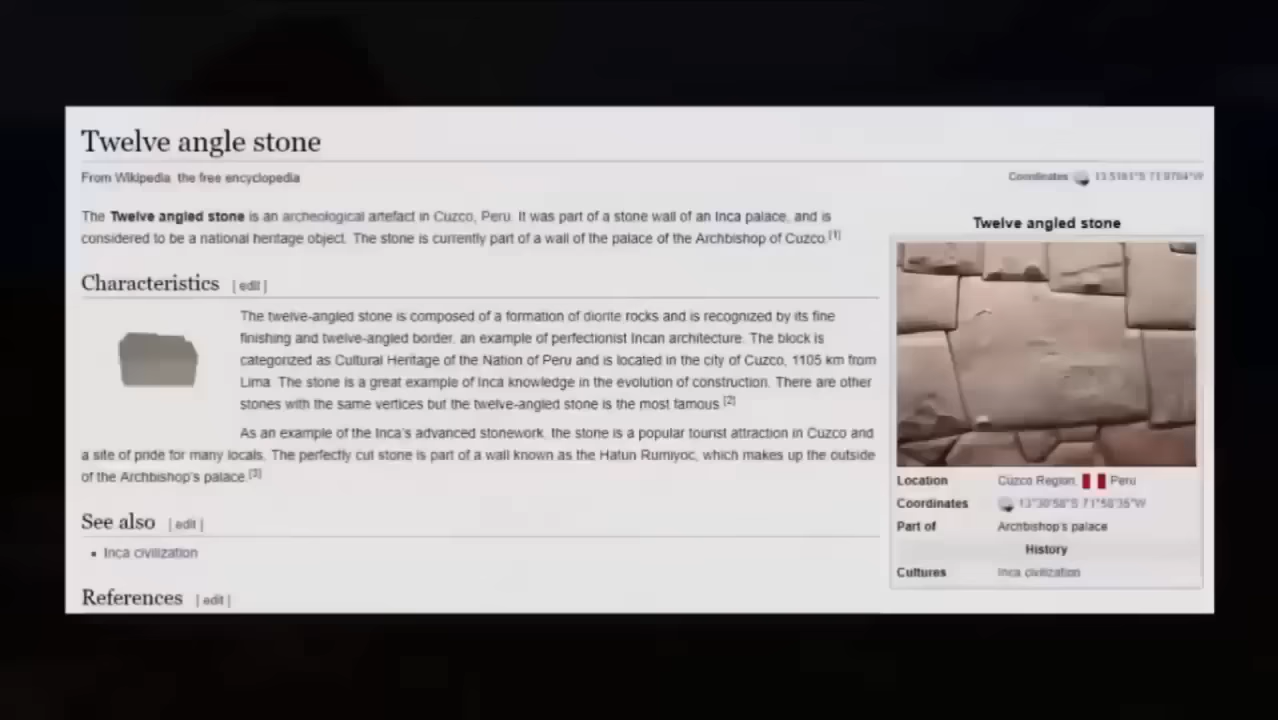 Twelve angle stone
From Wikipedia, the free encyclopedia
Coordinates
The Twelve angled stone is an archeological artefact in Cuzco, Peru. It was part of a stone wall of an Inca palace, and is
considered to be a national heritage object. The stone is currently part of a wall of the palace of the Archbishop of Cuzco.[1]
Characteristics [ edit ]
The twelve-angled stone is composed of a formation of diorite rocks and is recognized by its fine
finishing and twelve-angled border, an example of perfectionist Incan architecture. The block is
categorized as Cultural Heritage of the Nation of Peru and is located in the city of Cuzco, 1105 km from
Lima. The stone is a great example of Inca knowledge in the evolution of construction. There are other
stones with the same vertices but the twelve-angled stone is the most famous.[2]
As an example of the Inca's advanced stonework, the stone is a popular tourist attraction in Cuzco and
a site of pride for many locals. The perfectly cut stone is part of a wall known as the Hatun Rumiyoc, which makes up the outside
of the Archbishop's palace.[3]
See also [ edit ]
• Inca civilization
References [ edit ]
Twelve angled stone
Location Cuzco Region, Peru
Coordinates
Part of Archbishop's palace
History
Cultures Inca civilization